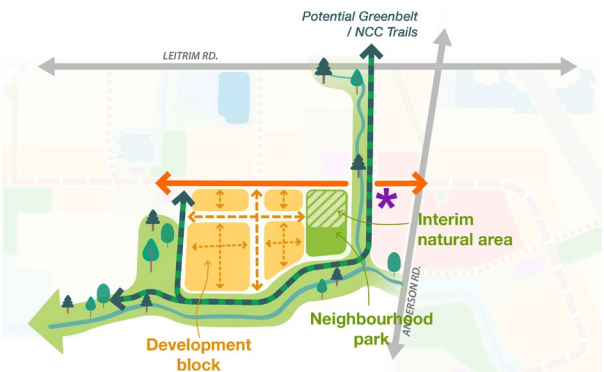 Potential Greenbelt
/ NCC Trails
LEITRIM RD.
*
Interim
natural area
ANDERSON RD.
Neighbourhood
park
Development
block